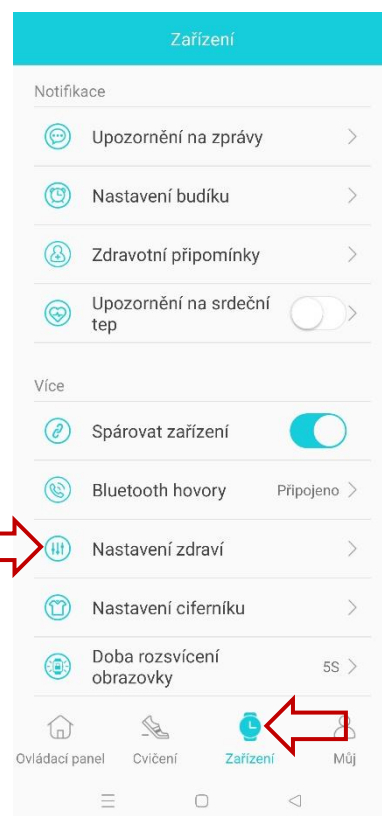 Zařízení
Notifikace
Upozornění na zprávy
Nastavení budíku
Zdravotní připomínky
Upozornění na srdeční
tep
Více
Spárovat zařízení
Bluetooth hovory Připojeno
Nastavení zdraví
Nastavení ciferníku
Doba rozsvícení
obrazovky
5S
Ovládací panel Cvičení Zařízení Můj